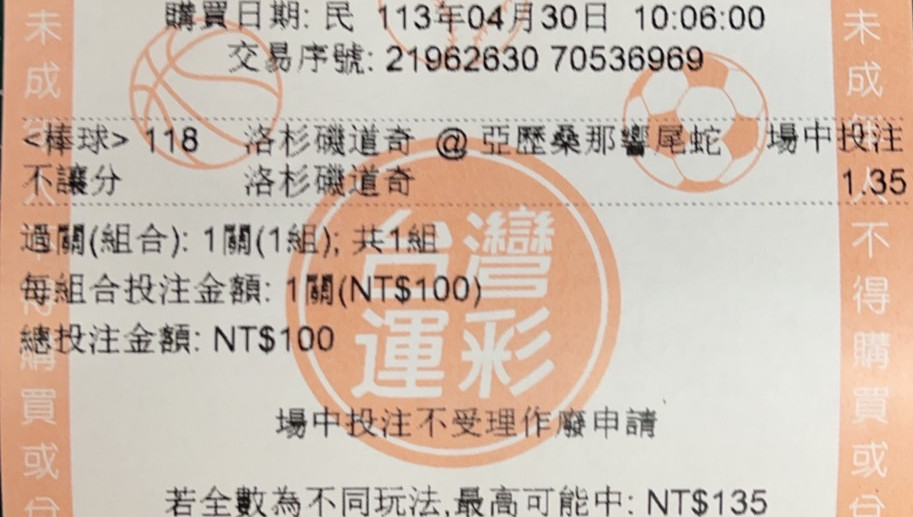 購買日期: 民 113年04月30日 10:06:00
交易序號: 21962630 70536969
<棒球> 118 洛杉磯道奇 @ 亞歷桑那響尾蛇 場中投注
不讓分 洛杉磯道奇 1.35
過關(組合): 1關(1組); 共1組
每組合投注金額: 1關(NT$100)
總投注金額: NT$100
台灣
運彩
場中投注不受理作廢申請
若全數為不同玩法,最高可能中: NT$135
未成
購買或
未成
人不得購買或